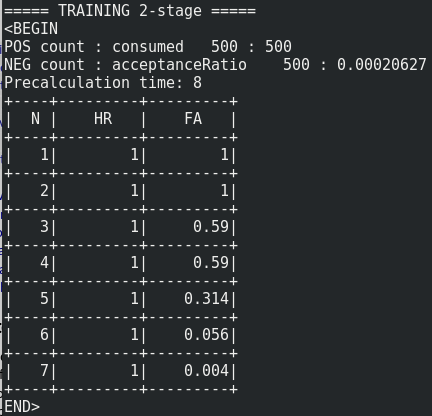 ===== TRAINING 2-stage =====
<BEGIN
POS count : consumed   500 : 500
NEG count : acceptanceRatio    500 : 0.00020627
Precalculation time: 8
+----+---------+---------+
|  N |    HR   |    FA   |
+----+---------+---------+
|   1|        1|        1|
+----+---------+---------+
|   2|        1|        1|
+----+---------+---------+
|   3|        1|     0.59|
+----+---------+---------+
|   4|        1|     0.59|
+----+---------+---------+
|   5|        1|    0.314|
+----+---------+---------+
|   6|        1|    0.056|
+----+---------+---------+
|   7|        1|    0.004|
+----+---------+---------+
END>